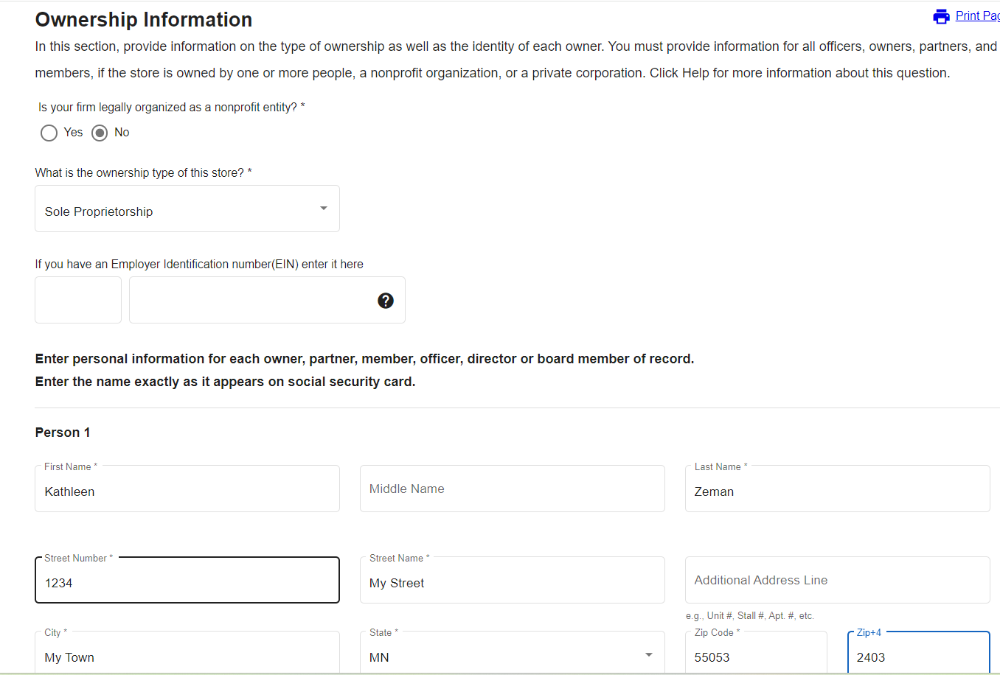 Ownership Information
Print Pag
In this section, provide information on the type of ownership as well as the identity of each owner. You must provide information for all officers, owners, partners, and
members, if the store is owned by one or more people, a nonprofit organization, or a private corporation. Click Help for more information about this question.
Is your firm legally organized as a nonprofit entity? *
Yes No
What is the ownership type of this store? *
Sole Proprietorship
If you have an Employer Identification number(EIN) enter it here
?
Enter personal information for each owner, partner, member, officer, director or board member of record.
Enter the name exactly as it appears on social security card.
Person 1
First Name * Last Name *
Kathleen Middle Name Zeman
Street Number * Street Name *
1234 My Street Additional Address Line
e.g., Unit #, Stall #, Apt. #, etc.
City * State * Zip Code * Zip+4
My Town MN 55053 2403